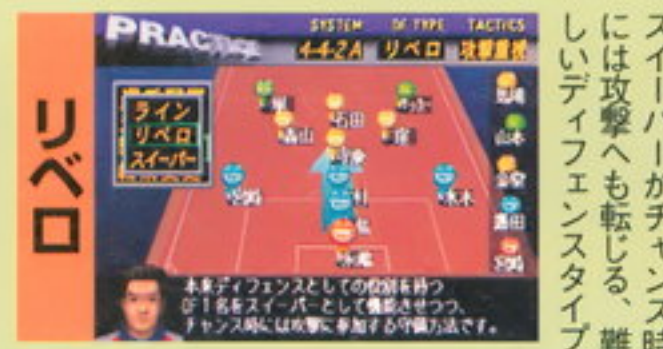 スイーパーがチャンス時
には攻撃へも転じる、難
しいディフェンスタイプ
リベロ
PRACTICE
SYSTEM DF TYPE TACTICS
4-4-2A リベロ 攻撃重視
ライン
リベロ
スイーパー
石田
森山
山本
本来ディフェンスとしての役割を持つ
DF1名をスイーパーとして機能させつつ、
チャンス時には攻撃に参加する守備方法です。